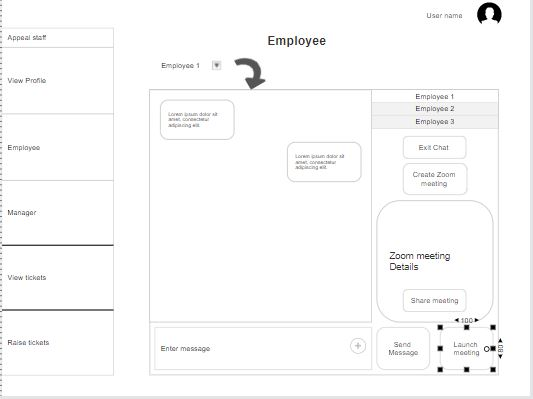 User name
Appeal staff
Employee
Employee 1
View Profile
Employee 1
Employee 2
Employee 3
Lorem ipsum dolor sit
amet, consectetur
adipiscing elit.
Exit Chat
Employee
Lorem ipsum dolor sit
amet, consectetur
adipiscing elit.
Create Zoom
meeting
Manager
Zoom meeting
Details
View tickets
Share meeting
100
Raise tickets
Enter message
Send
Message
Launch
meeting
80